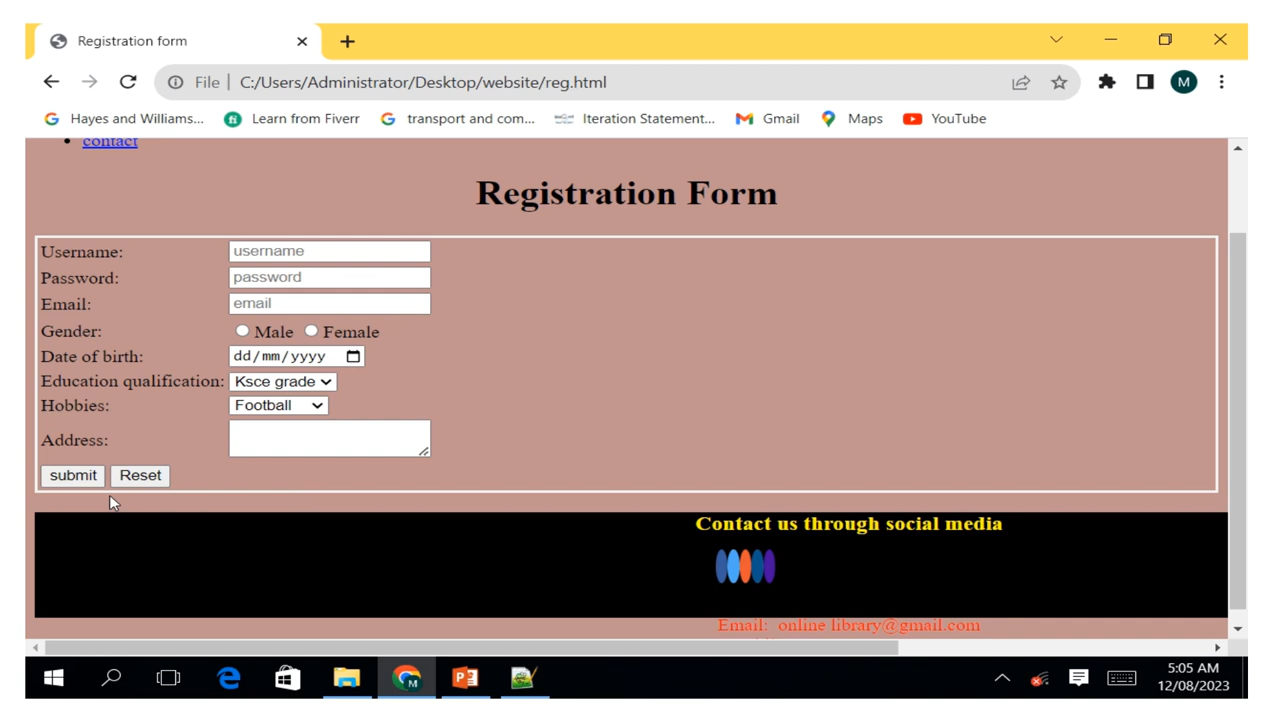 Registration form
File | C:/Users/Administrator/Desktop/website/reg.html
M
Hayes and Williams... Learn from Fiverr transport and com... Iteration Statement... Gmail Maps YouTube
contact
Registration Form
Username: username
Password: password
Email: email
Gender: Male Female
Date of birth: dd/mm/yyyy
Education qualification: Ksce grade
Hobbies: Football
Address:
submit Reset
Contact us through social media
Email: online library@gmail.com
5:05 AM
12/08/2023